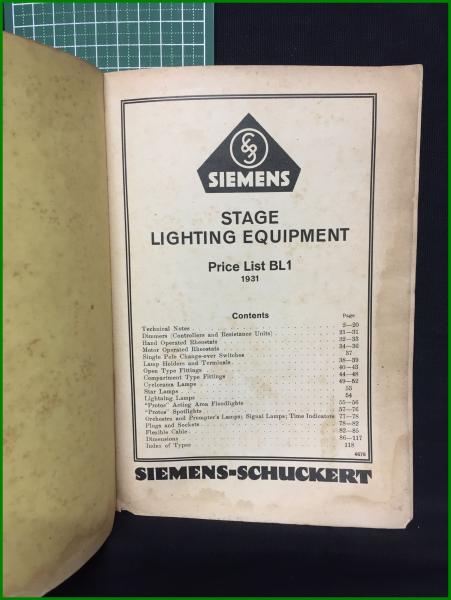 SIEMENS
STAGE
LIGHTING EQUIPMENT
Price List BL1
1931
Contents Page
Technical Notes 2—20
Dimmers (Controllers and Resistance Units) 21—31
Hand Operated Rheostats 32—33
Motor Operated Rheostats 34—36
Single Pole Change-over Switches 37
Lamp Holders and Terminals 38—39
Open Type Fittings 40—43
Compartment Type Fittings 44—48
Cyclorama Lamps 49—52
Star Lamps 53
Lightning Lamps 54
"Protos" Acting Area Floodlights 55—56
"Protos" Spotlights 57—76
Orchestra and Prompter's Lamps; Signal Lamps; Time Indicators 77—78
Plugs and Sockets 78—82
Flexible Cable 82—85
Dimensions 86—117
Index of Types 118
4676
SIEMENS-SCHUCKERT